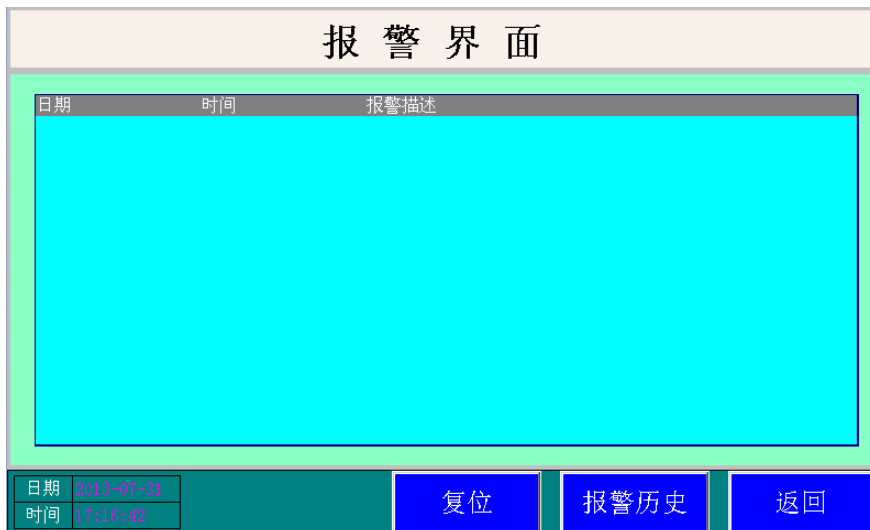 报警界面
日期 时间 报警描述
日期 2013-07-31
时间 17:16:42
复位 报警历史 返回